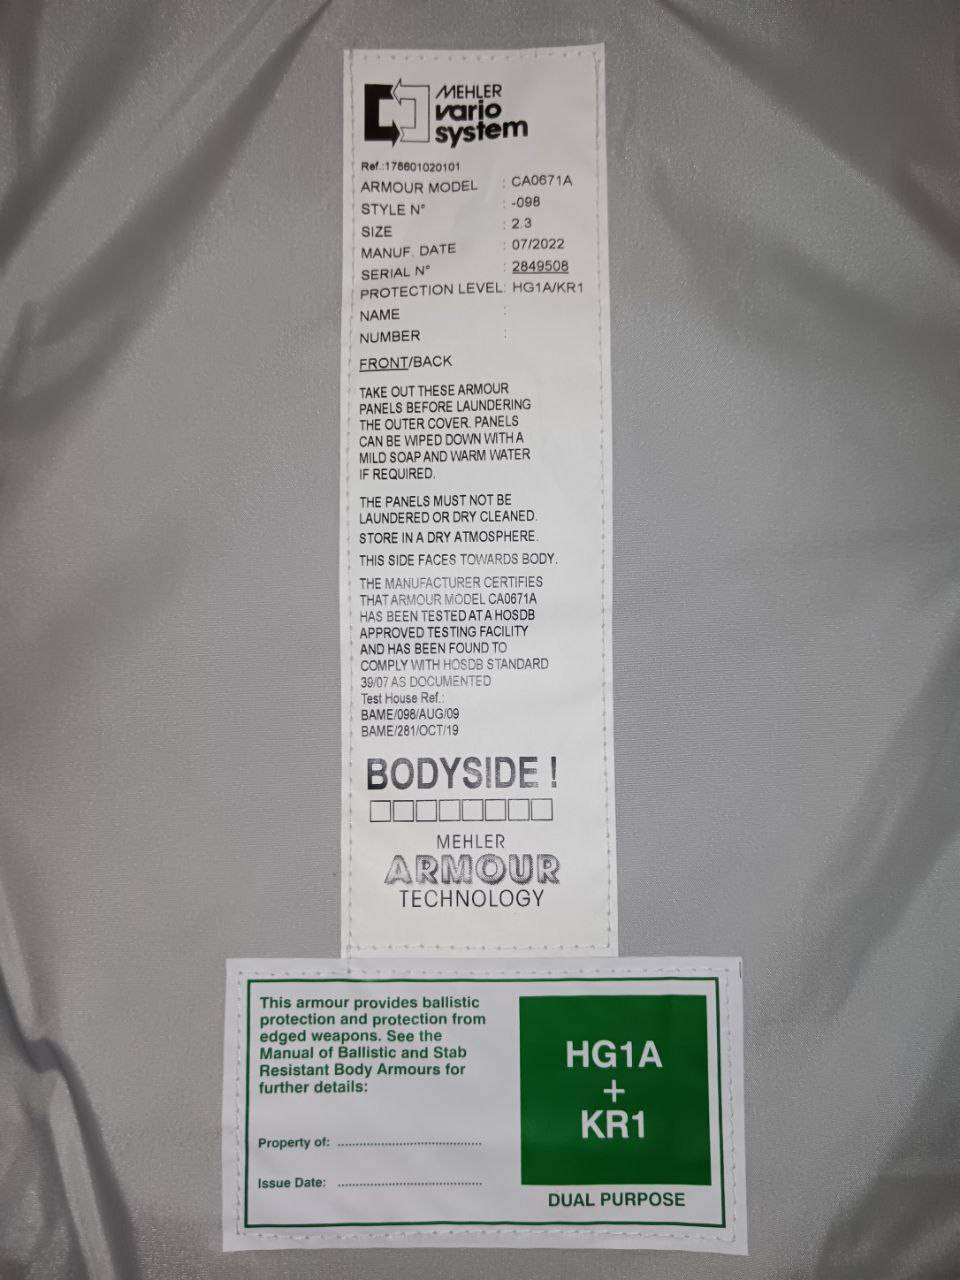 MEHLER
vario
system
Ref.:178601020101
ARMOUR MODEL : CA0671A
STYLE N° : -098
SIZE : 2.3
MANUF. DATE : 07/2022
SERIAL N° : 2849508
PROTECTION LEVEL: HG1A/KR1
NAME :
NUMBER :
FRONT/BACK
TAKE OUT THESE ARMOUR
PANELS BEFORE LAUNDERING
THE OUTER COVER. PANELS
CAN BE WIPED DOWN WITH A
MILD SOAP AND WARM WATER
IF REQUIRED.
THE PANELS MUST NOT BE
LAUNDERED OR DRY CLEANED.
STORE IN A DRY ATMOSPHERE.
THIS SIDE FACES TOWARDS BODY.
THE MANUFACTURER CERTIFIES
THAT ARMOUR MODEL CA0671A
HAS BEEN TESTED AT A HOSDB
APPROVED TESTING FACILITY
AND HAS BEEN FOUND TO
COMPLY WITH HOSDB STANDARD
39/07 AS DOCUMENTED
Test House Ref.:
BAME/098/AUG/09
BAME/281/OCT/19
BODYSIDE !
MEHLER
ARMOUR
TECHNOLOGY
This armour provides ballistic
protection and protection from
edged weapons. See the
Manual of Ballistic and Stab
Resistant Body Armours for
further details:
Property of: ........................................
Issue Date: ........................................
HG1A
+
KR1
DUAL PURPOSE